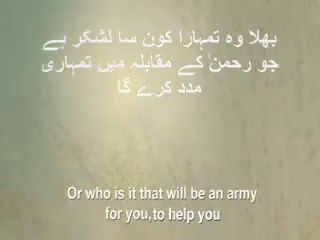 بھلا وہ تمہارا کون سا لشکر ہے
جو رحمنٰ کے مقابلہ میں تمہاری
مدد کرے گا
Or who is it that will be an army
for you,to help you